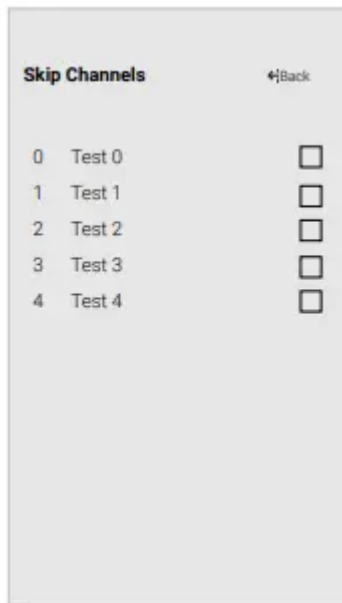 Skip Channels Back
0 Test 0
1 Test 1
2 Test 2
3 Test 3
4 Test 4